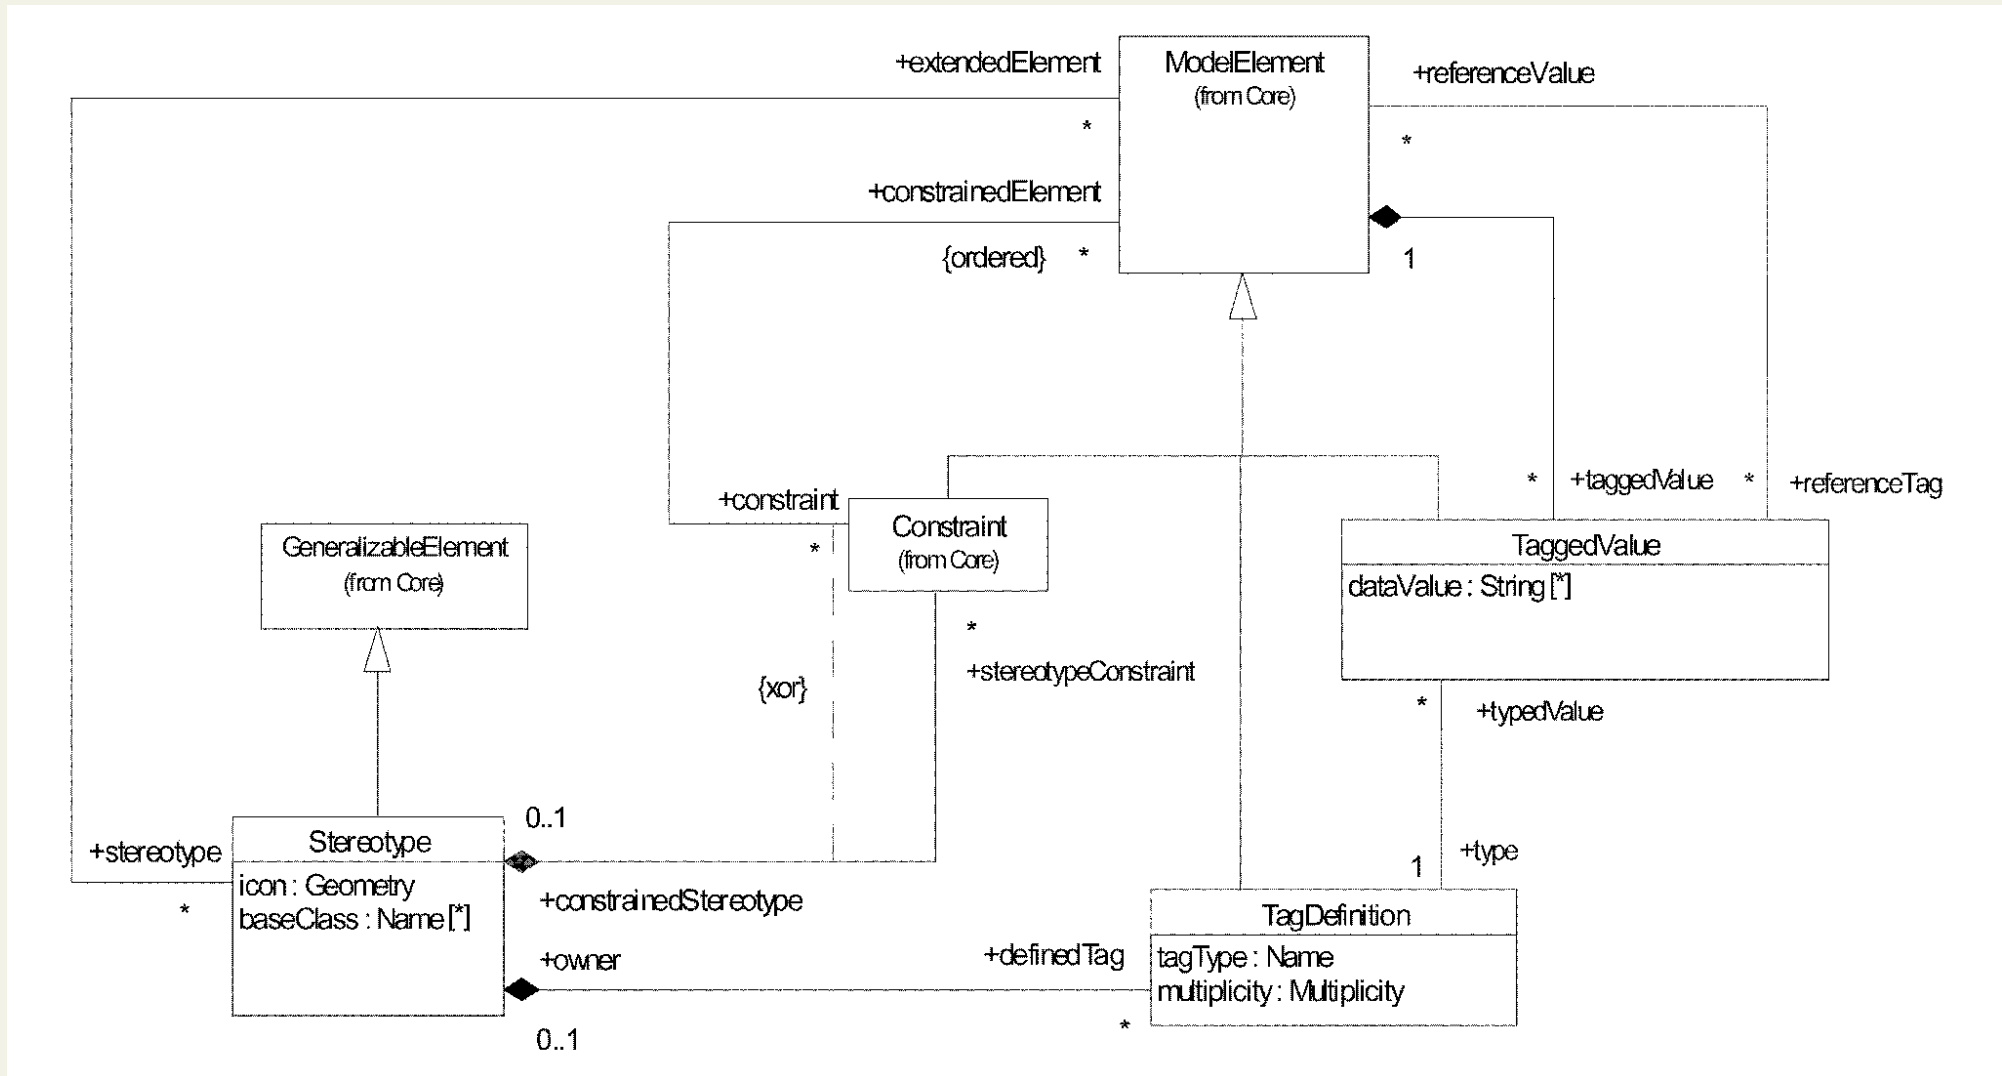 +extendedElement
ModelElement
(from Core)
+referenceValue
*
*
+constrainedElement
{ordered} *
1
+constraint
*
Constraint
(from Core)
* +taggedValue
* +referenceTag
GeneralizableElement
(from Core)
TaggedValue
dataValue : String [*]
*
+stereotypeConstraint
{xor}
*
+typedValue
0..1
+stereotype
*
Stereotype
icon : Geometry
baseClass : Name [*]
+constrainedStereotype
1
+type
+owner
0..1
+definedTag
*
TagDefinition
tagType : Name
multiplicity : Multiplicity